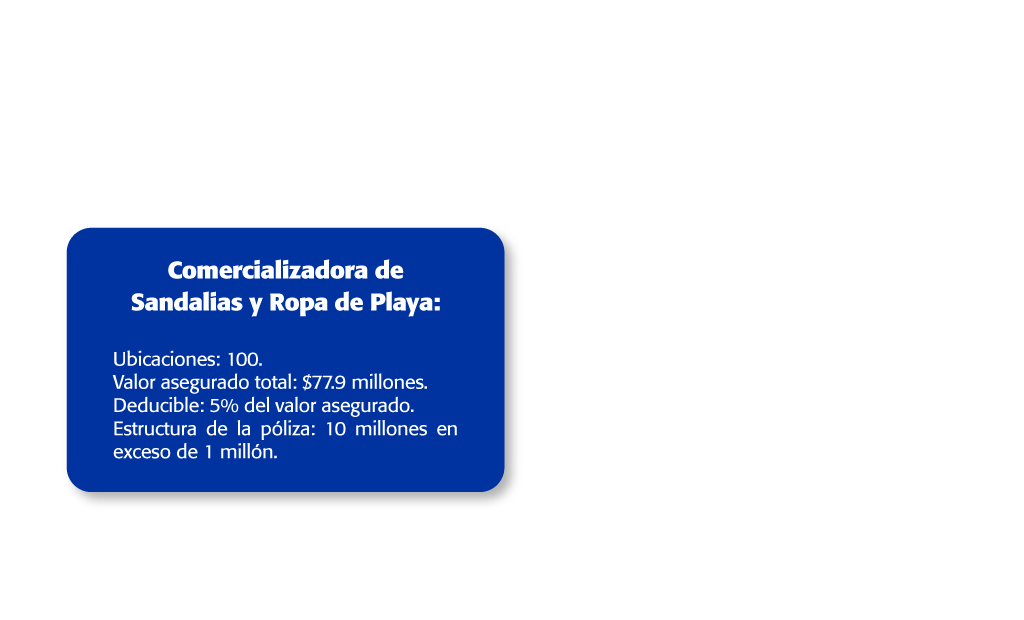 Comercializadora de
Sandalias y Ropa de Playa:
Ubicaciones: 100.
Valor asegurado total: $77.9 millones.
Deducible: 5% del valor asegurado.
Estructura de la póliza: 10 millones en
exceso de 1 millón.